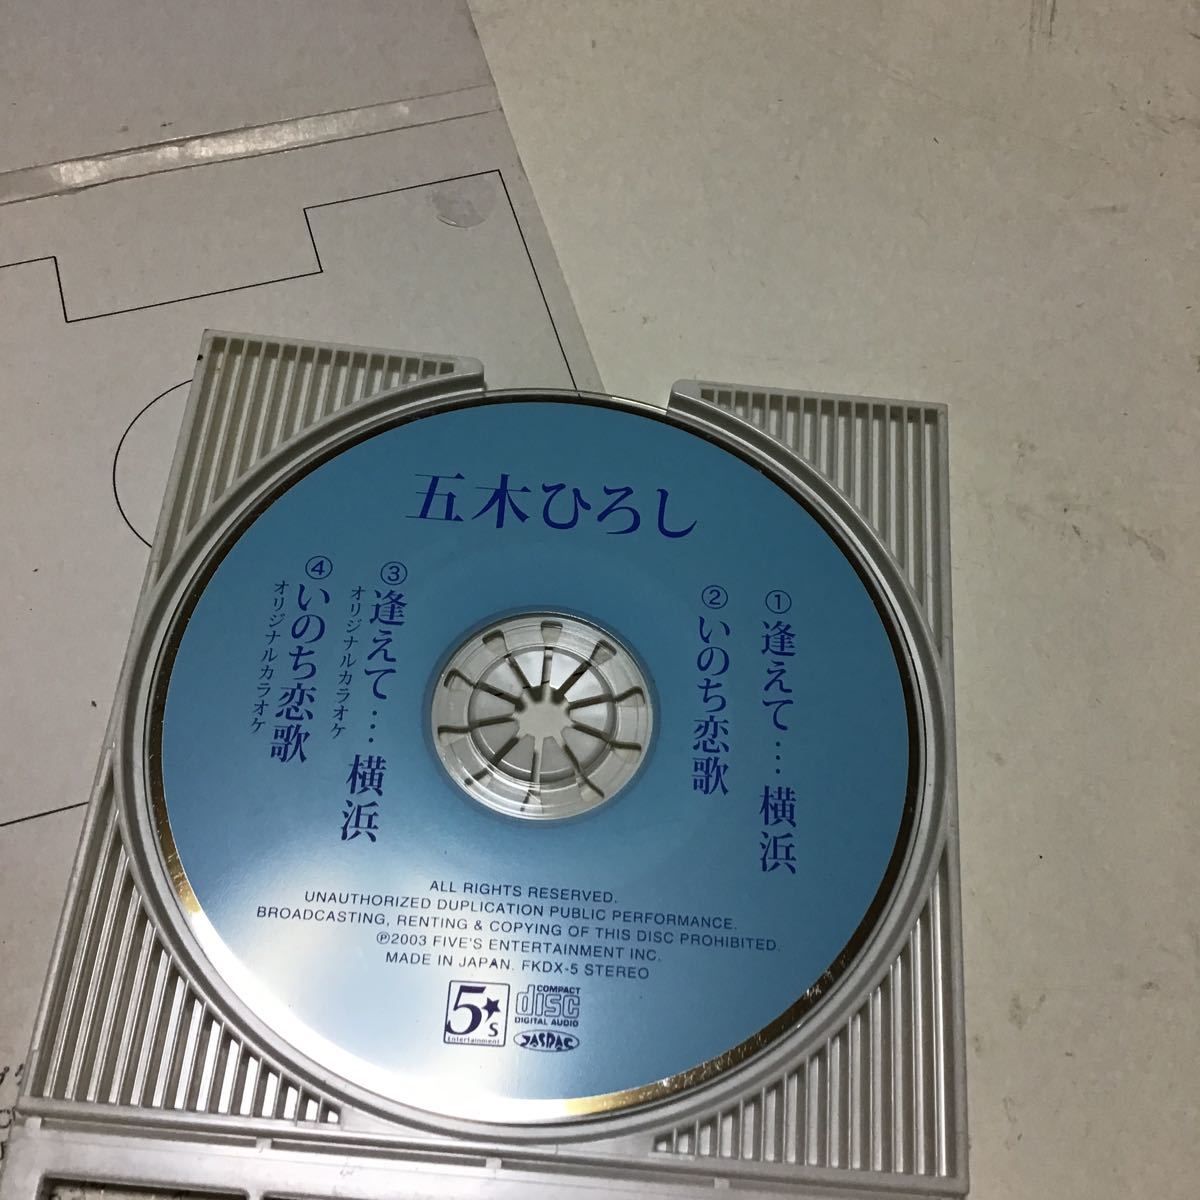 五木ひろし
①逢えて…横浜
②いのち恋歌
③逢えて…横浜
オリジナルカラオケ
④いのち恋歌
オリジナルカラオケ
ALL RIGHTS RESERVED.
UNAUTHORIZED DUPLICATION PUBLIC PERFORMANCE.
BROADCASTING, RENTING & COPYING OF THIS DISC PROHIBITED.
℗2003 FIVE'S ENTERTAINMENT INC.
MADE IN JAPAN. FKDX-5 STEREO
5★'s
Entertainment
COMPACT
disc
DIGITAL AUDIO
JASRAC